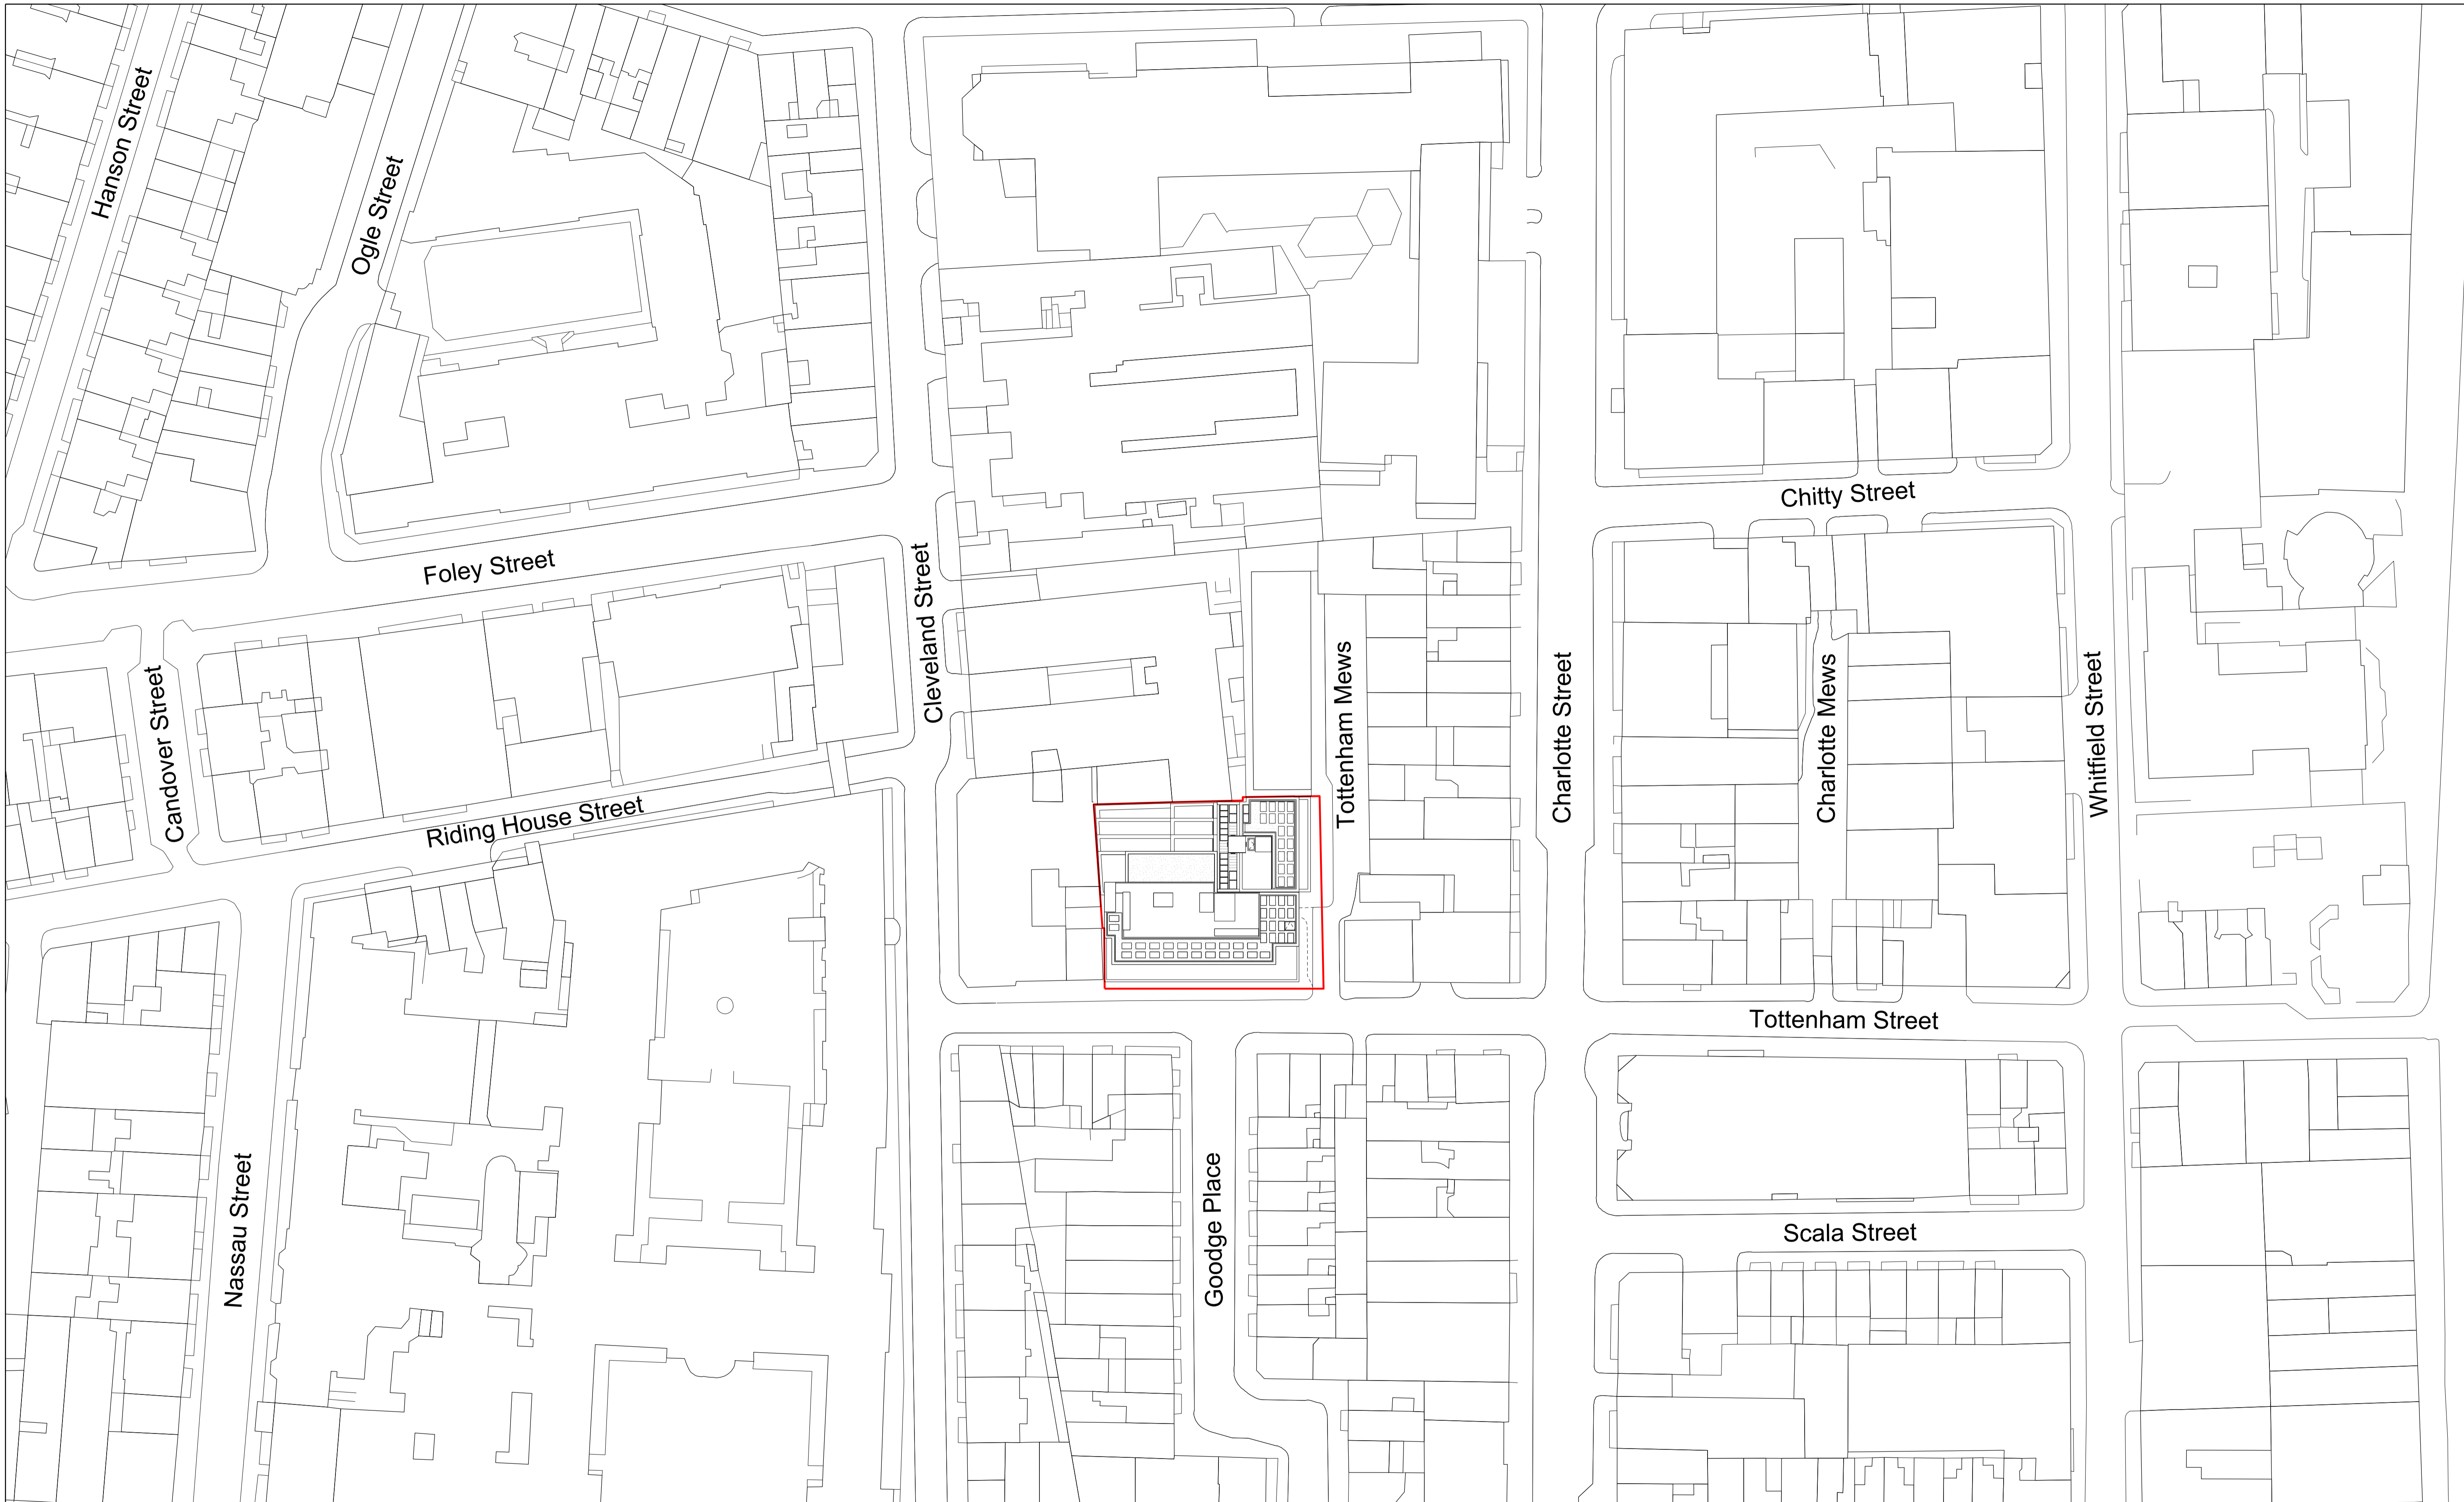 Hanson Street
Ogle Street
Chitty Street
Foley Street
Cleveland Street
Candover Street
Tottenham Mews
Charlotte Street
Charlotte Mews
Whitfield Street
Riding House Street
Tottenham Street
Nassau Street
Goodge Place
Scala Street